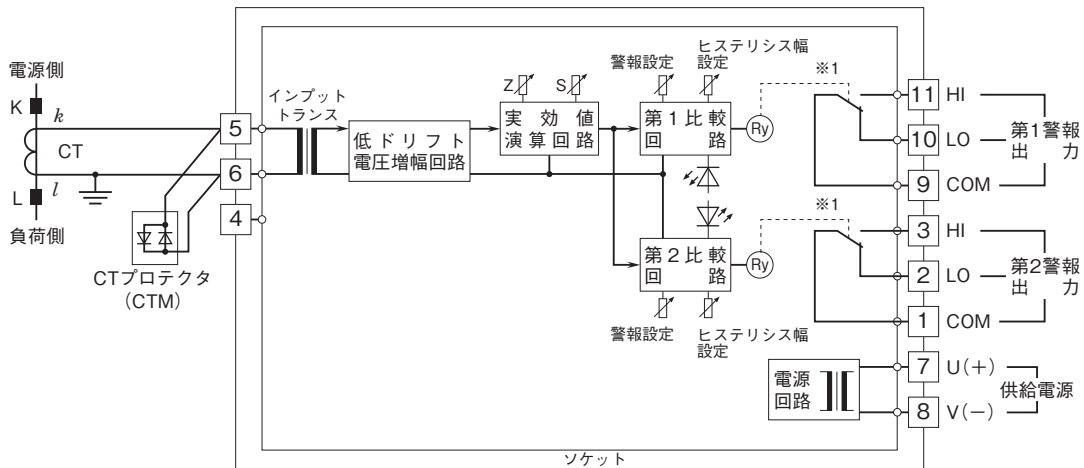 電源側
K
k
CT
L
l
負荷側
CTプロテクタ
(CTM)
5
6
4
インプット
トランス
低ドリフト
電圧増幅回路
Z
S
実効値
演算回路
警報設定
ヒステリシス幅
設定
第1比較
回路
Ry
※1
第2比較
回路
Ry
※1
警報設定
ヒステリシス幅
設定
電源
回路
11 HI
10 LO
9 COM
第1警報
出力
3 HI
2 LO
1 COM
第2警報
出力
7 U(+)
8 V(−)
供給電源
ソケット